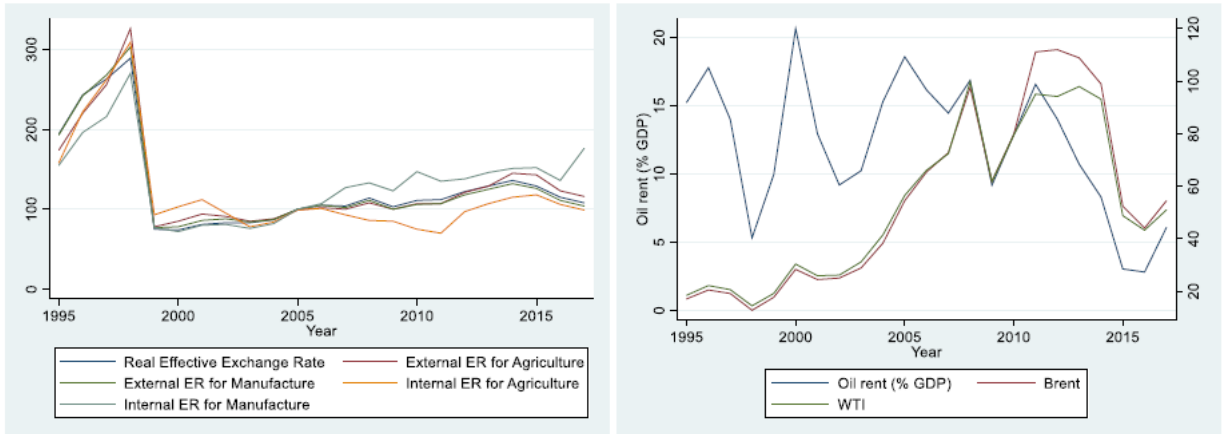 300
200
100
0
1995
2000
2005
2010
2015
Year
Real Effective Exchange Rate
External ER for Agriculture
External ER for Manufacture
Internal ER for Agriculture
Internal ER for Manufacture
Oil rent (% GDP)
20
15
10
5
0
120
100
80
60
40
20
1995
2000
2005
2010
2015
Year
Oil rent (% GDP)
Brent
WTI